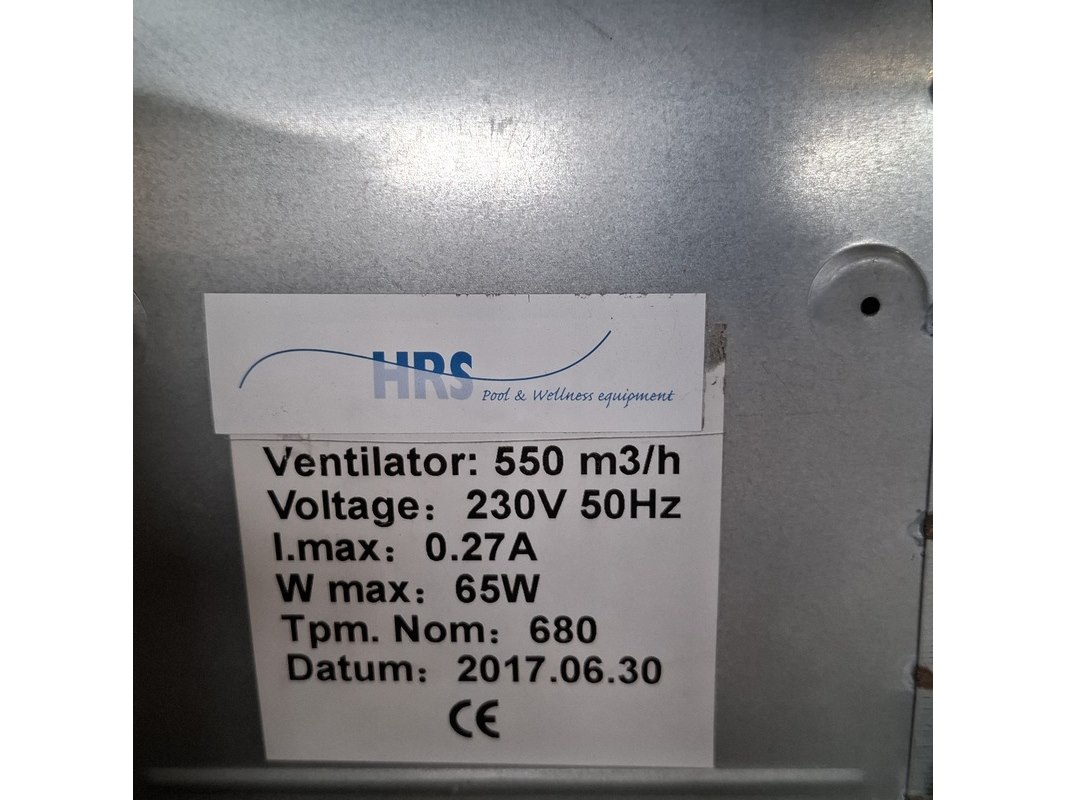 HRS
Pool & Wellness equipment
Ventilator: 550 m3/h
Voltage: 230V 50Hz
I.max: 0.27A
W max: 65W
Tpm. Nom: 680
Datum: 2017.06.30
CE